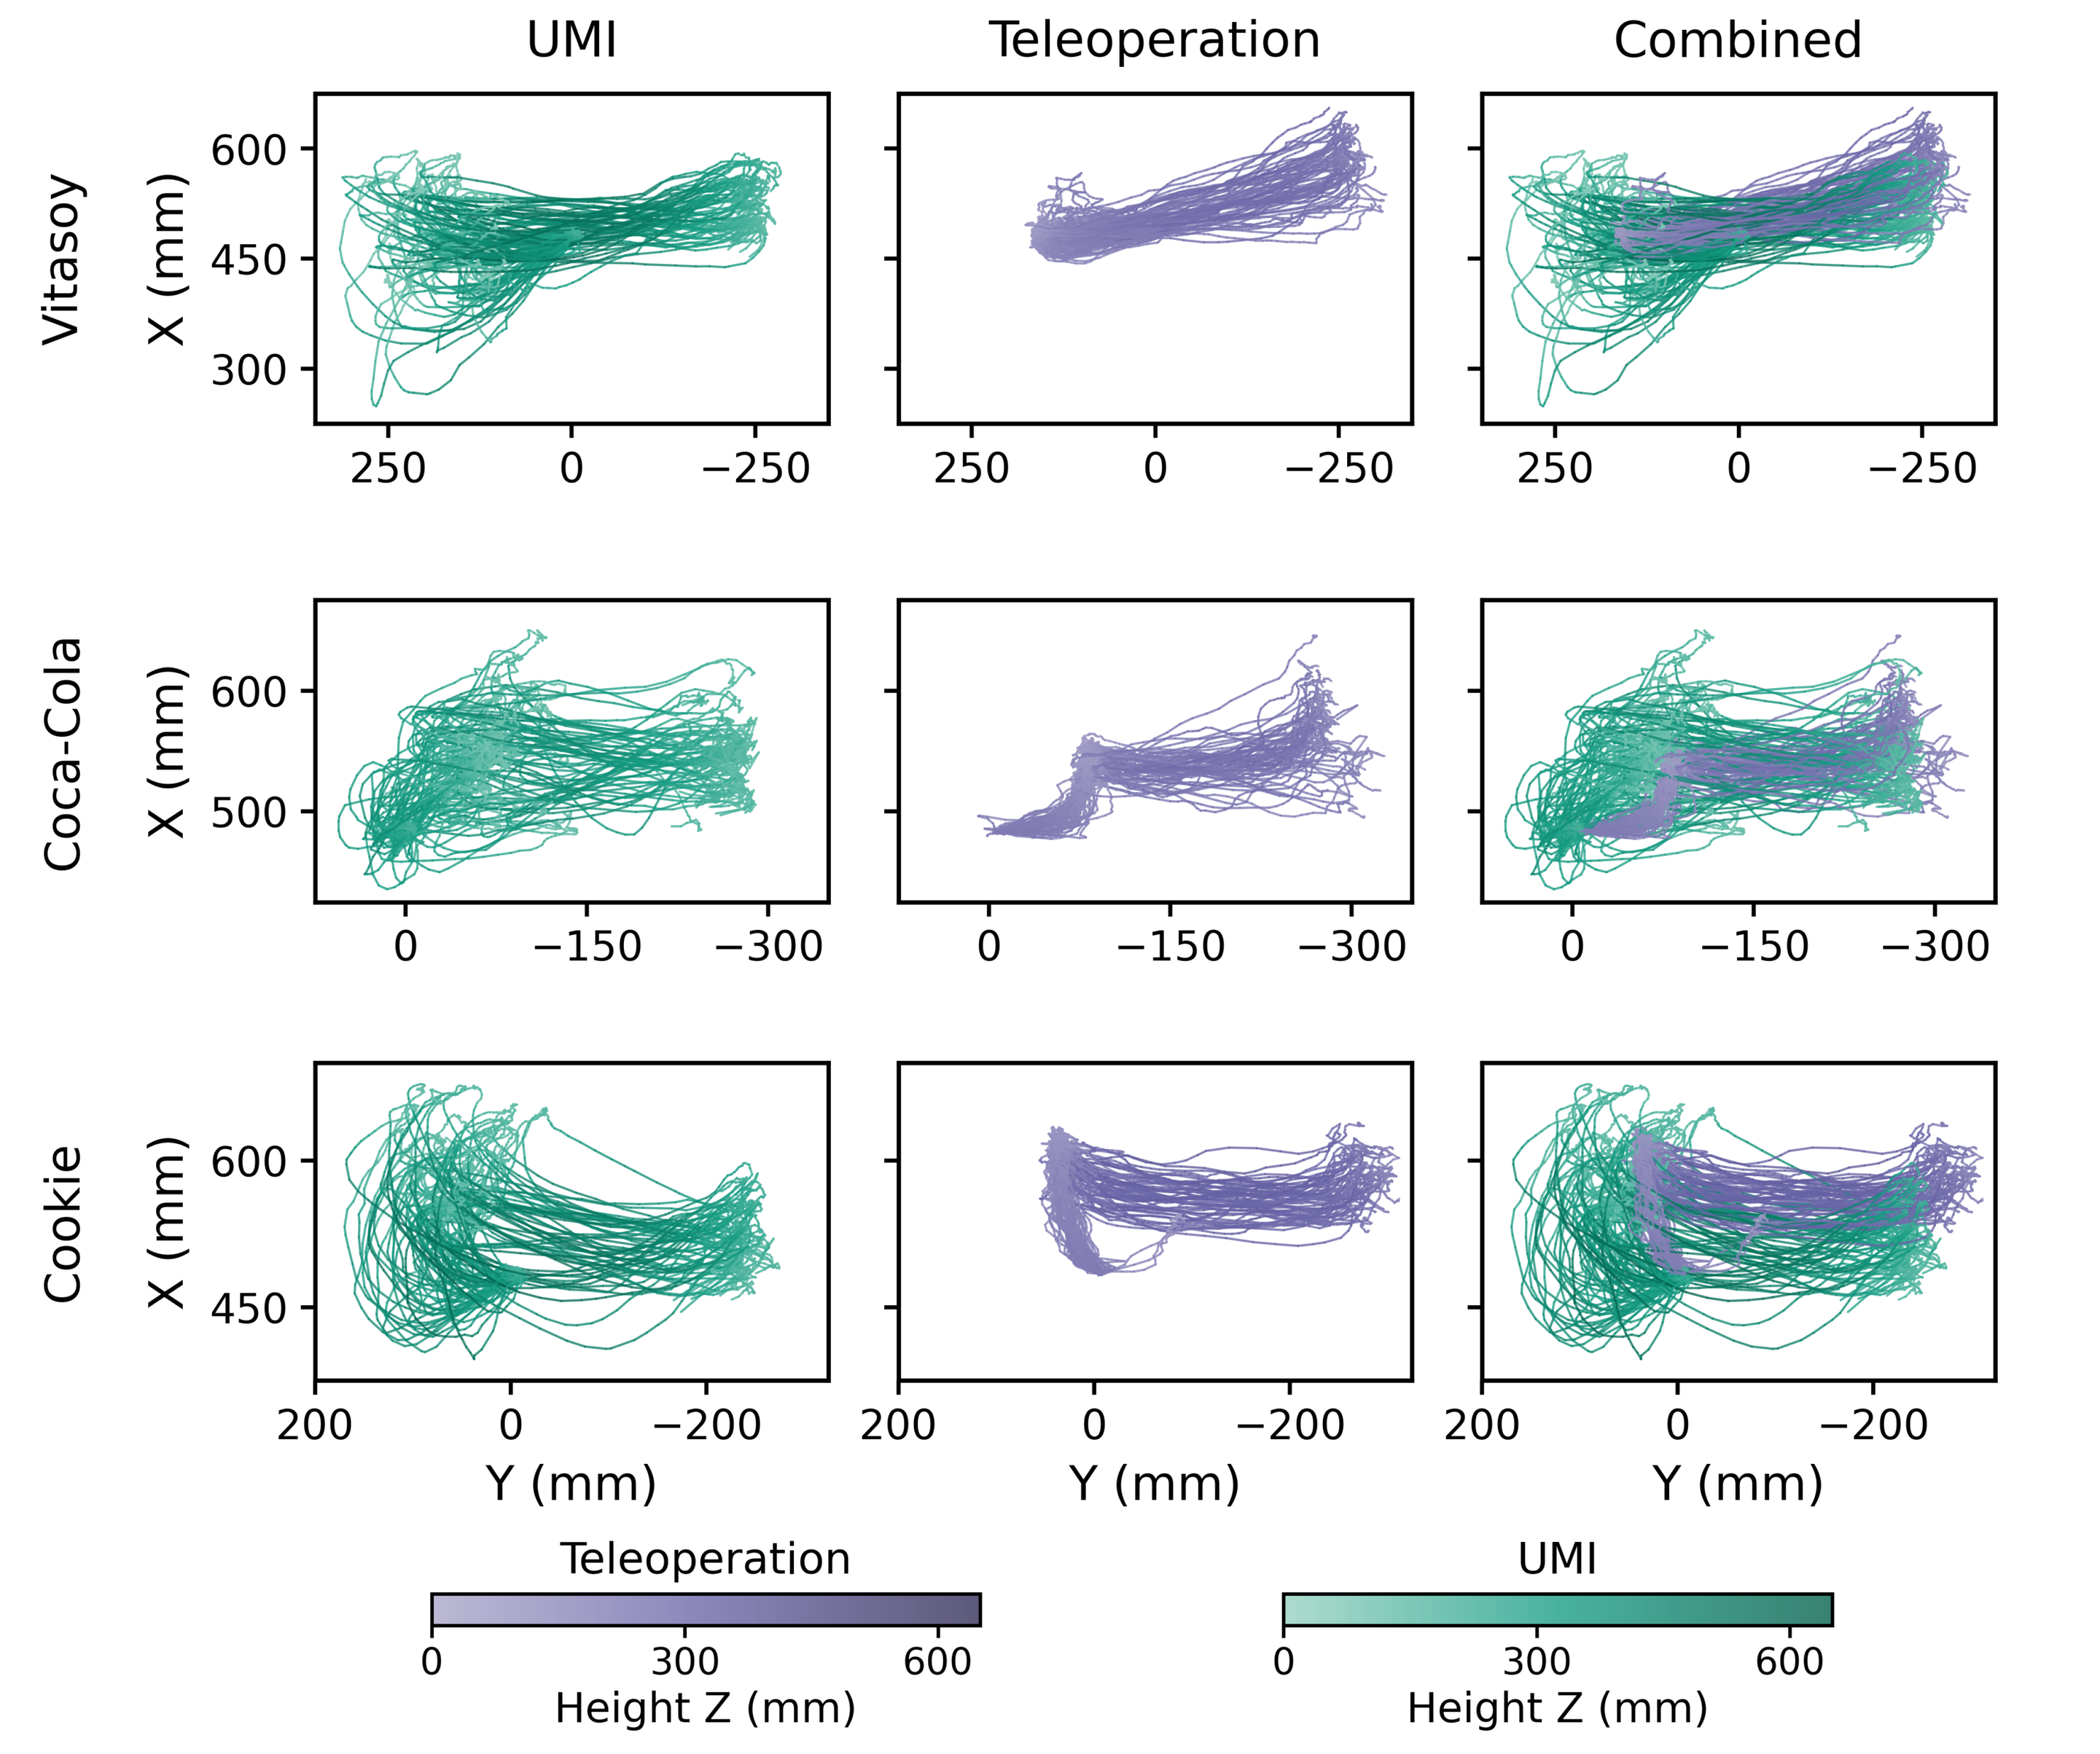 UMI Teleoperation Combined
Vitasoy
X (mm)
600
450
300
250 0 −250 250 0 −250 250 0 −250
Coca-Cola
X (mm)
600
500
0 −150 −300 0 −150 −300 0 −150 −300
Cookie
X (mm)
600
450
200 0 −200 200 0 −200 200 0 −200
Y (mm) Y (mm) Y (mm)
Teleoperation UMI
0 300 600 0 300 600
Height Z (mm) Height Z (mm)